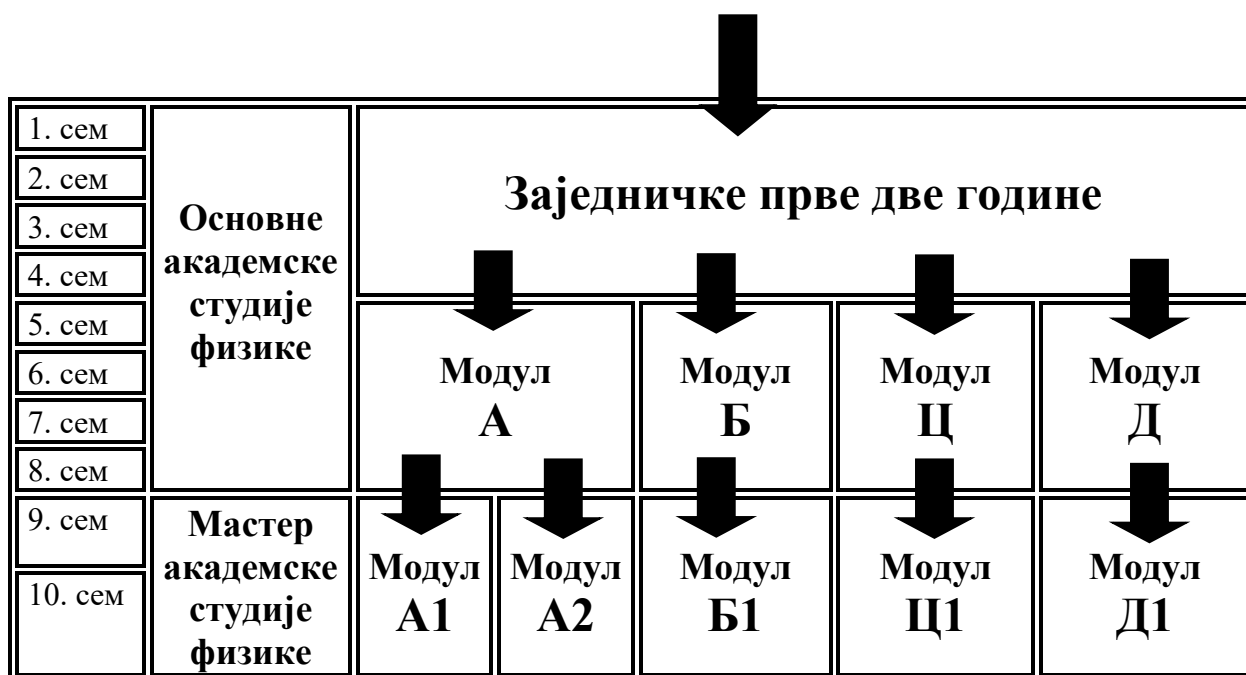 1. сем
2. сем
3. сем
4. сем
5. сем
6. сем
7. сем
8. сем
9. сем
10. сем
Основне
академске
студије
физике
Мастер
академске
студије
физике
Заједничке прве две године
Модул
А
Модул
Б
Модул
Ц
Модул
Д
Модул
А1
Модул
А2
Модул
Б1
Модул
Ц1
Модул
Д1